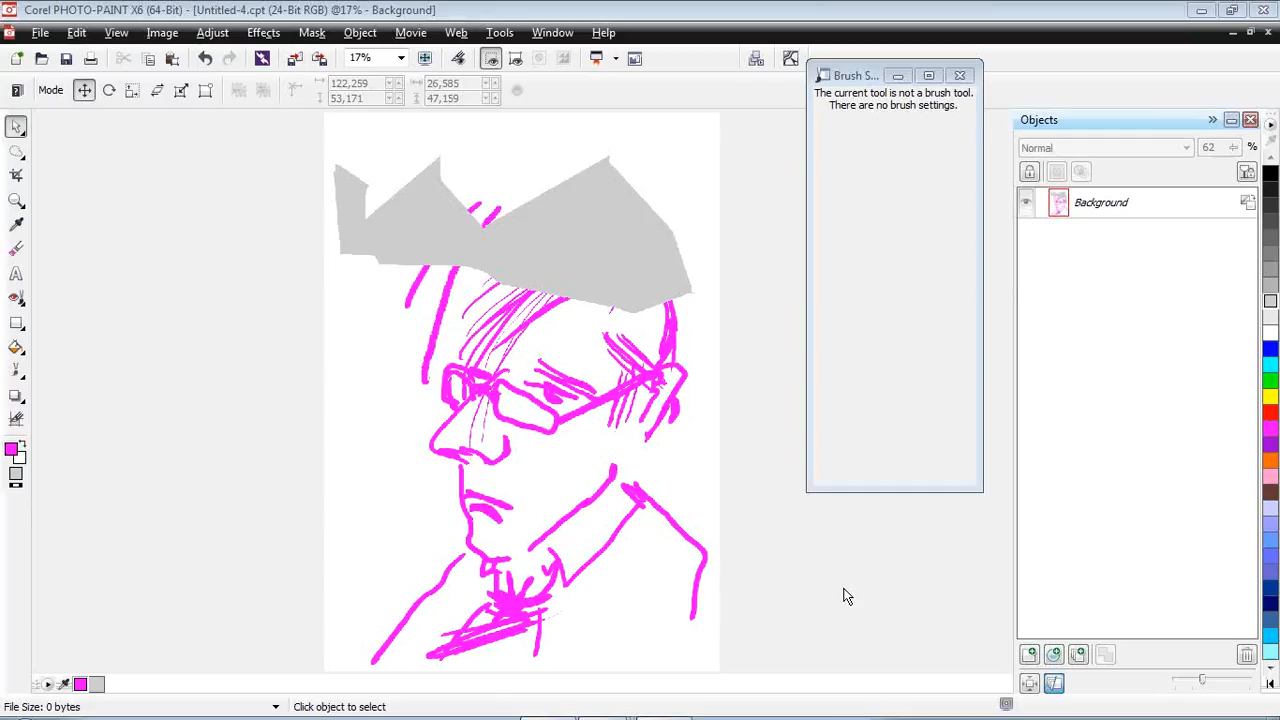 Corel PHOTO-PAINT X6 (64-Bit) - [Untitled-4.cpt (24-Bit RGB) @17% - Background]
File Edit View Image Adjust Effects Mask Object Movie Web Tools Window Help
17%
Mode 122,259 26,585
53,171 47,159
Brush S...
The current tool is not a brush tool.
There are no brush settings.
Objects
Normal 62 %
Background
File Size: 0 bytes Click object to select